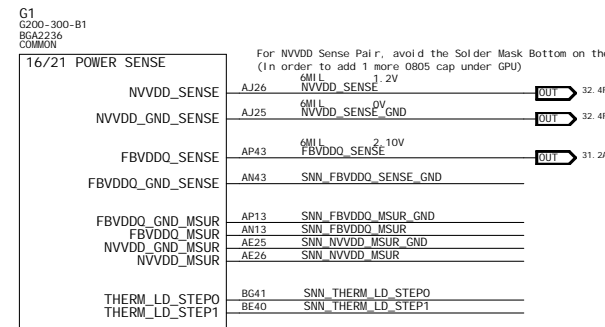 G1
G200-300-B1
BGA2236
COMMON
16/21 POWER SENSE
For NVVDD Sense Pair, avoid the Solder Mask Bottom on the
(In order to add 1 more 0805 cap under GPU)
6MIL 1.2V
NVVDD_SENSE AJ26 NVVDD_SENSE OUT 32.4F
6MIL 0V
NVVDD_GND_SENSE AJ25 NVVDD_SENSE_GND OUT 32.4F
6MIL 2.10V
FBVDDQ_SENSE AP43 FBVDDQ_SENSE OUT 31.2A
FBVDDQ_GND_SENSE AN43 SNN_FBVDDQ_SENSE_GND
FBVDDQ_GND_MSUR AP13 SNN_FBVDDQ_MSUR_GND
FBVDDQ_MSUR AN13 SNN_FBVDDQ_MSUR
NVVDD_GND_MSUR AE25 SNN_NVVDD_MSUR_GND
NVVDD_MSUR AE26 SNN_NVVDD_MSUR
THERM_LD_STEP0 BG41 SNN_THERM_LD_STEP0
THERM_LD_STEP1 BE40 SNN_THERM_LD_STEP1